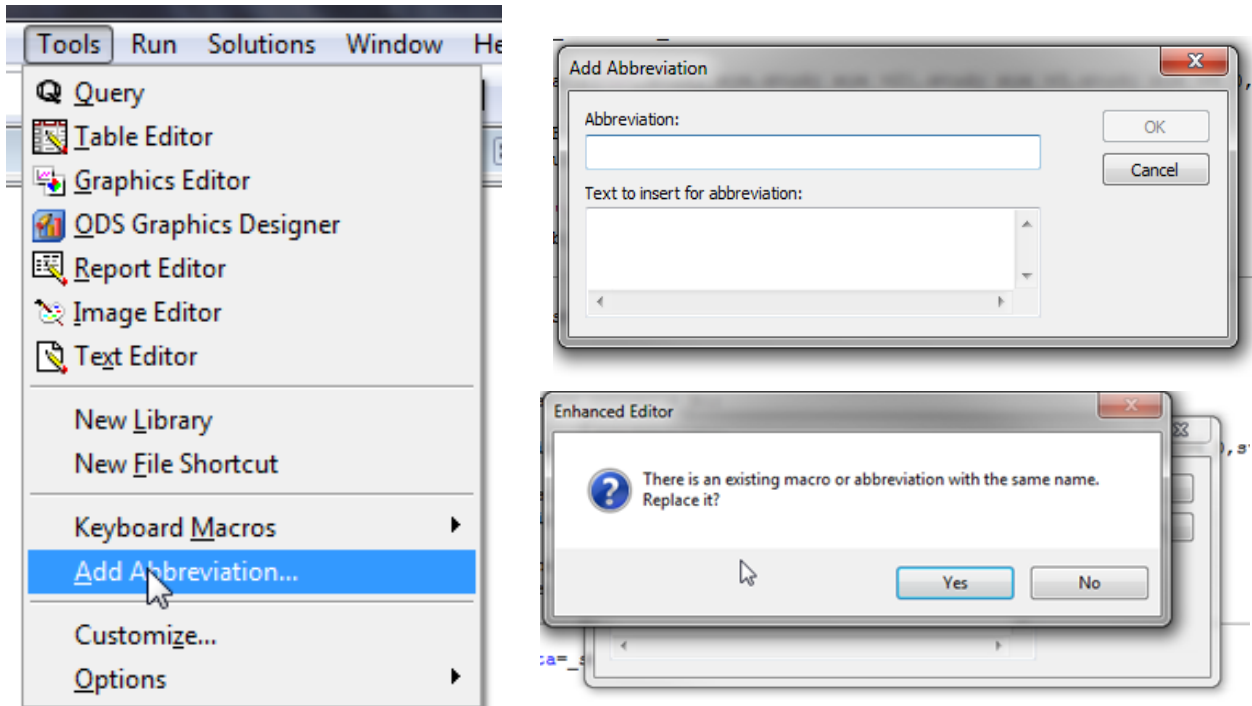 Tools Run Solutions Window He
Query
Table Editor
Graphics Editor
ODS Graphics Designer
Report Editor
Image Editor
Text Editor
New Library
New File Shortcut
Keyboard Macros
Add Abbreviation...
Customize...
Options
Add Abbreviation
Abbreviation:
OK
Cancel
Text to insert for abbreviation:
Enhanced Editor
There is an existing macro or abbreviation with the same name.
Replace it?
Yes No